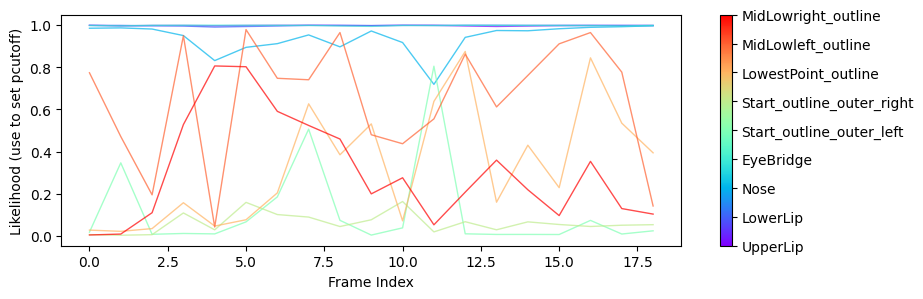 Likelihood (use to set pcutoff)
1.0
0.8
0.6
0.4
0.2
0.0
0.0
2.5
5.0
7.5
10.0
12.5
15.0
17.5
Frame Index
MidLowright_outline
MidLowleft_outline
LowestPoint_outline
Start_outline_outer_right
Start_outline_outer_left
EyeBridge
Nose
LowerLip
UpperLip